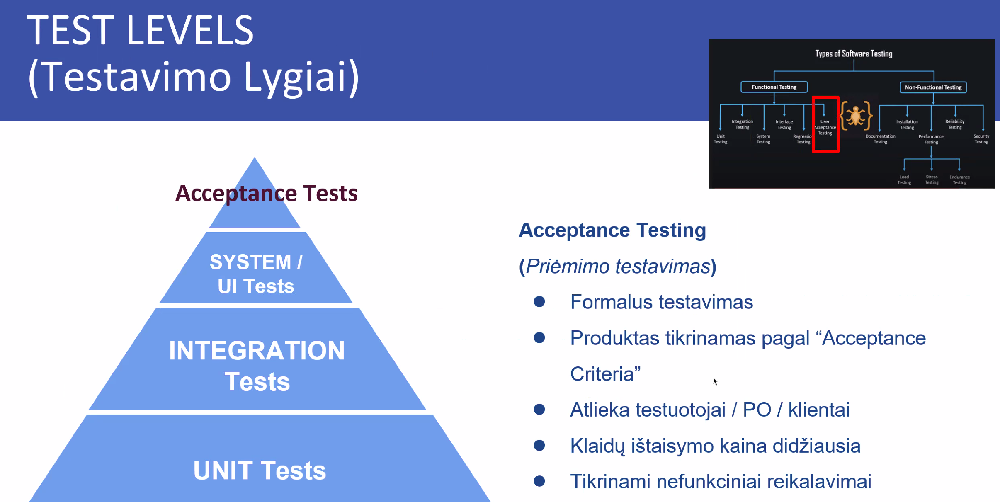 TEST LEVELS
(Testavimo Lygiai)
Types of Software Testing
Functional Testing
Non-Functional Testing
Unit
Testing
Integration
Testing
System
Testing
Interface
Testing
Regressio
Testing
User
Acceptance
Testing
Documentation
Testing
Installation
Testing
Performance
Testing
Reliability
Testing
Security
Testing
Load
Testing
Stress
Testing
Endurance
Testing
Acceptance Tests
SYSTEM /
UI Tests
INTEGRATION
Tests
UNIT Tests
Acceptance Testing
(Priėmimo testavimas)
● Formalus testavimas
● Produktas tikrinamas pagal “Acceptance
Criteria”
● Atlieka testuotojai / PO / klientai
● Klaidų ištaisymo kaina didžiausia
● Tikrinami nefunkciniai reikalavimai